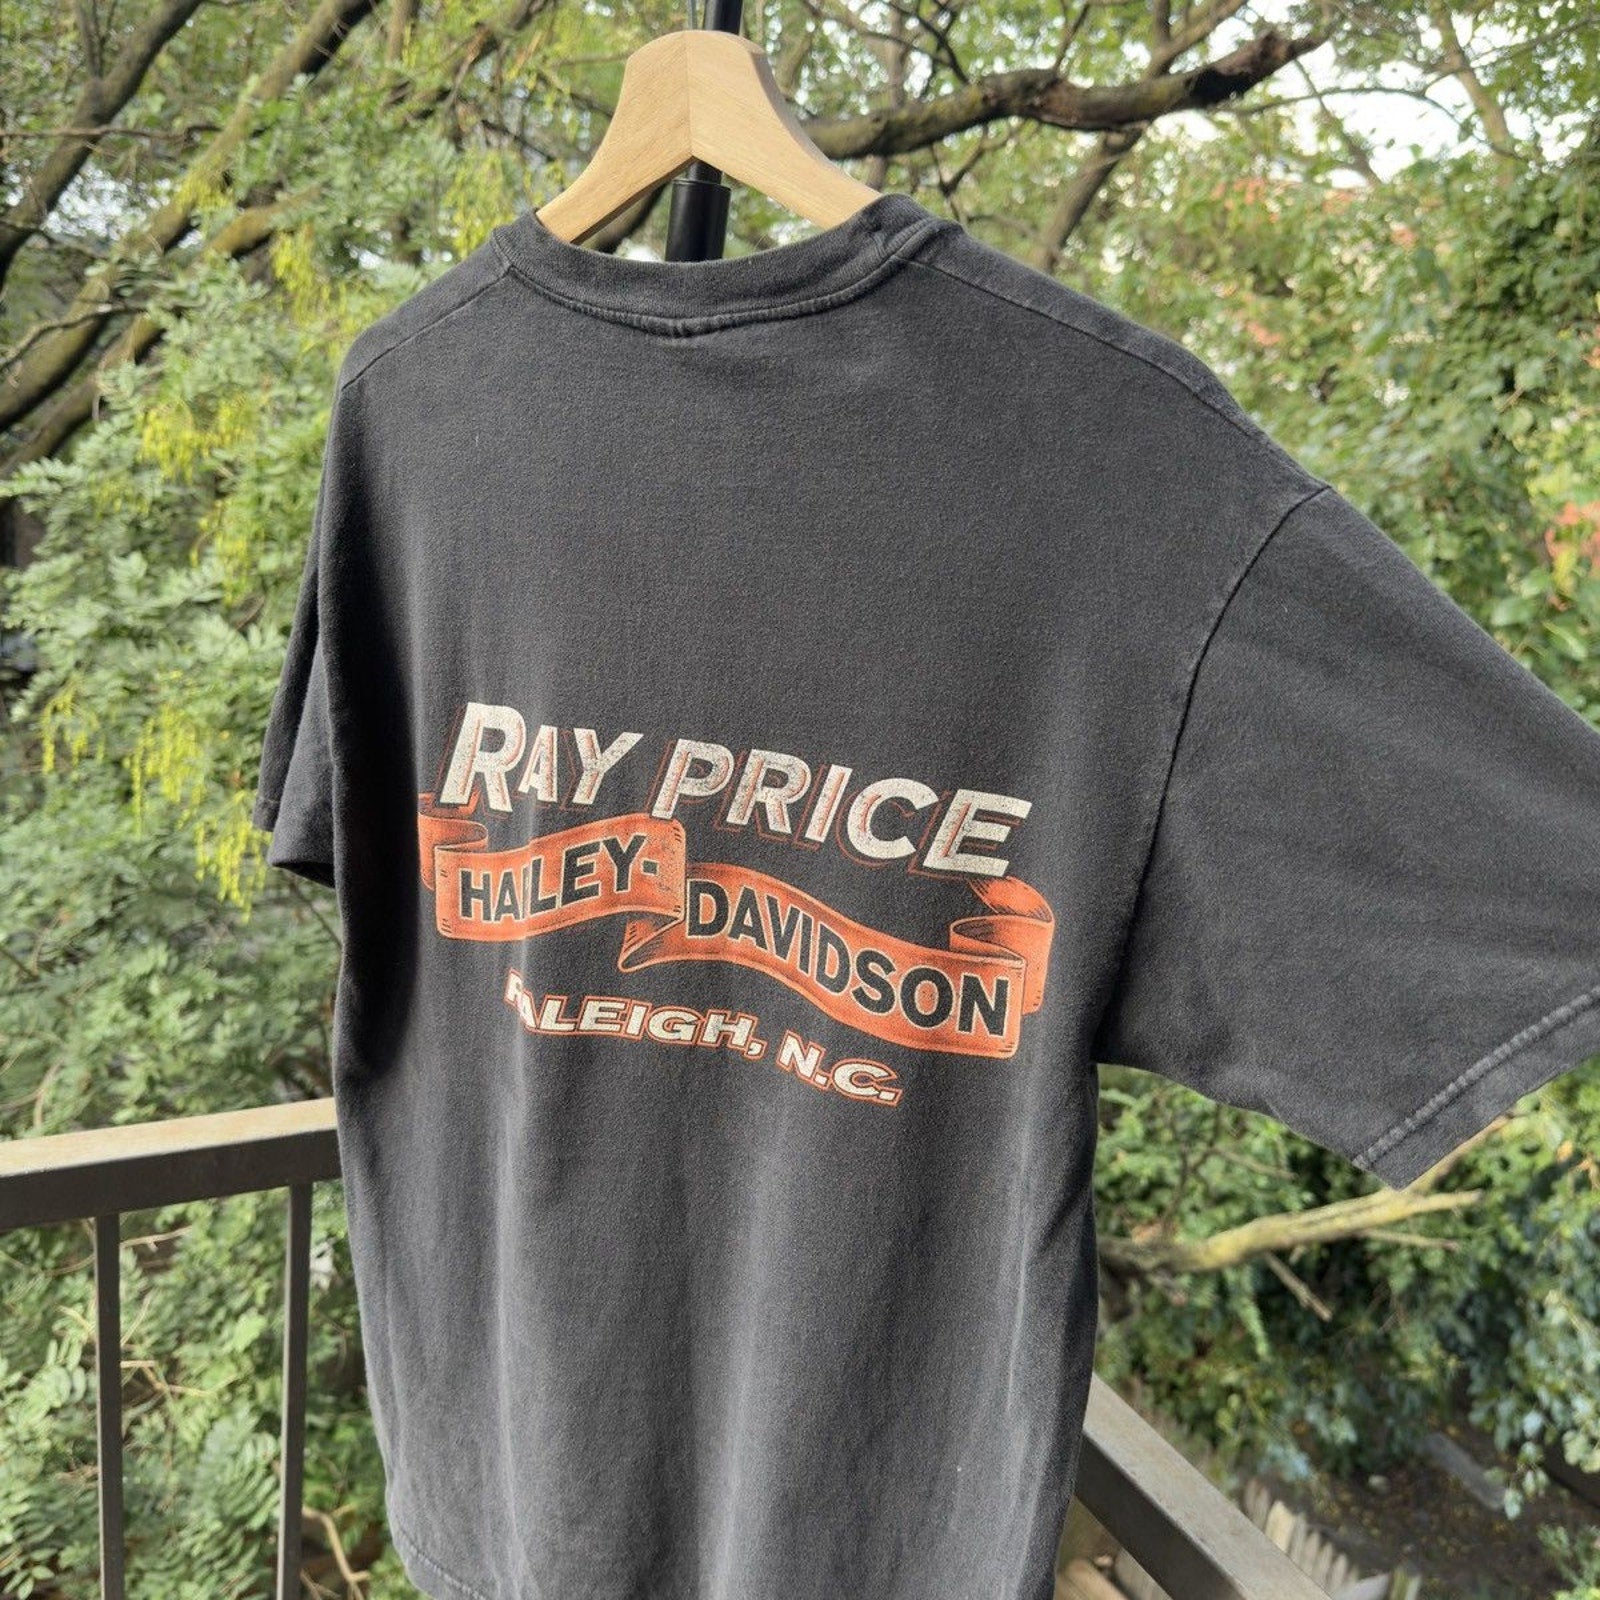 RAY PRICE
HARLEY-DAVIDSON
RALEIGH, N.C.